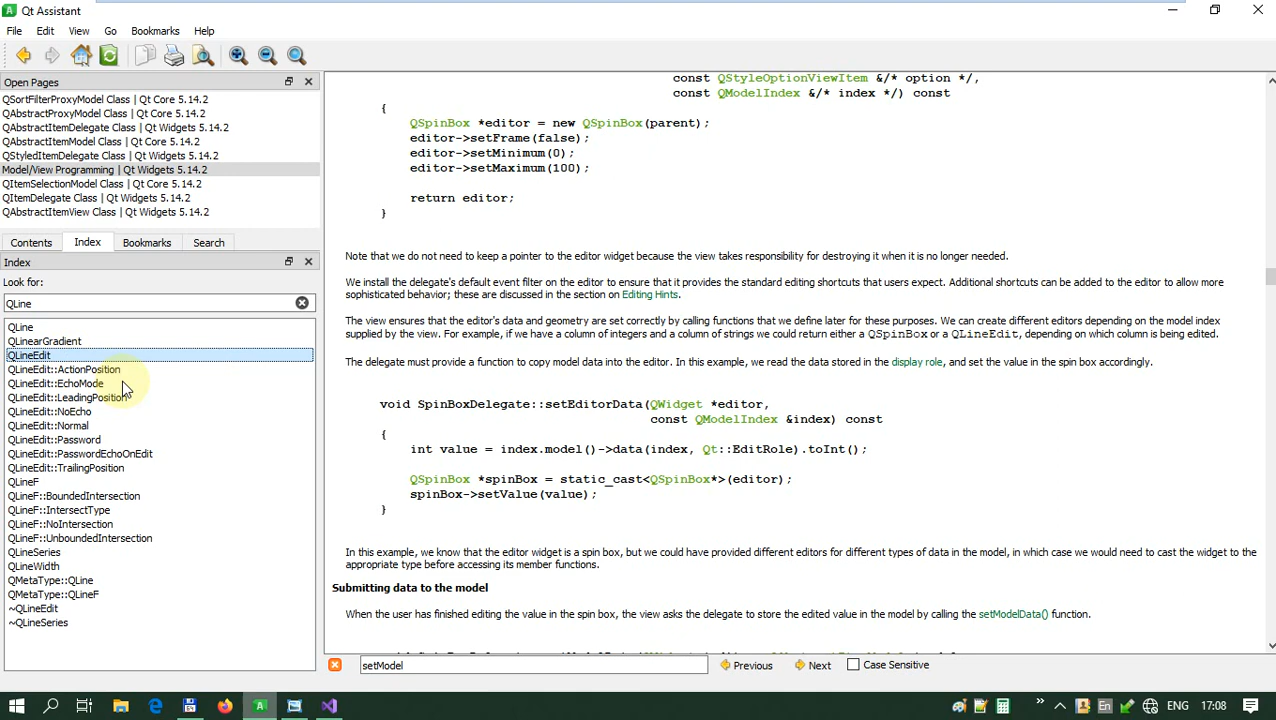 Qt Assistant
File Edit View Go Bookmarks Help
Open Pages
QSortFilterProxyModel Class | Qt Core 5.14.2
QAbstractProxyModel Class | Qt Core 5.14.2
QAbstractItemDelegate Class | Qt Widgets 5.14.2
QAbstractItemModel Class | Qt Core 5.14.2
QStyledItemDelegate Class | Qt Widgets 5.14.2
Model/View Programming | Qt Widgets 5.14.2
QItemSelectionModel Class | Qt Core 5.14.2
QItemDelegate Class | Qt Widgets 5.14.2
QAbstractItemView Class | Qt Widgets 5.14.2
Contents Index Bookmarks Search
Index
Look for:
QLine
QLine
QLinearGradient
QLineEdit
QLineEdit::ActionPosition
QLineEdit::EchoMode
QLineEdit::LeadingPosition
QLineEdit::NoEcho
QLineEdit::Normal
QLineEdit::Password
QLineEdit::PasswordEchoOnEdit
QLineEdit::TrailingPosition
QLineF
QLineF::BoundedIntersection
QLineF::IntersectType
QLineF::NoIntersection
QLineF::UnboundedIntersection
QLineSeries
QLineWidth
QMetaType::QLine
QMetaType::QLineF
~QLineEdit
~QLineSeries
const QStyleOptionViewItem &/* option */,
const QModelIndex &/* index */) const
{
QSpinBox *editor = new QSpinBox(parent);
editor->setFrame(false);
editor->setMinimum(0);
editor->setMaximum(100);
return editor;
}
Note that we do not need to keep a pointer to the editor widget because the view takes responsibility for destroying it when it is no longer needed.
We install the delegate's default event filter on the editor to ensure that it provides the standard editing shortcuts that users expect. Additional shortcuts can be added to the editor to allow more
sophisticated behavior; these are discussed in the section on Editing Hints.
The view ensures that the editor's data and geometry are set correctly by calling functions that we define later for these purposes. We can create different editors depending on the model index
supplied by the view. For example, if we have a column of integers and a column of strings we could return either a QSpinBox or a QLineEdit, depending on which column is being edited.
The delegate must provide a function to copy model data into the editor. In this example, we read the data stored in the display role, and set the value in the spin box accordingly.
void SpinBoxDelegate::setEditorData(QWidget *editor,
const QModelIndex &index) const
{
int value = index.model()->data(index, Qt::EditRole).toInt();
QSpinBox *spinBox = static_cast<QSpinBox*>(editor);
spinBox->setValue(value);
}
In this example, we know that the editor widget is a spin box, but we could have provided different editors for different types of data in the model, in which case we would need to cast the widget to the
appropriate type before accessing its member functions.
Submitting data to the model
When the user has finished editing the value in the spin box, the view asks the delegate to store the edited value in the model by calling the setModelData() function.
setModel Previous Next Case Sensitive
En ENG 17:08